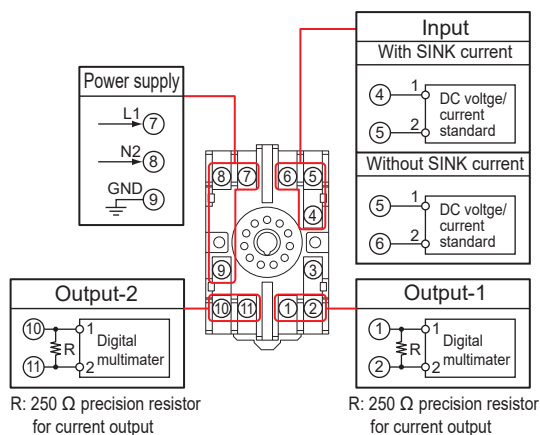 Input
With SINK current
4 1 DC voltge/
current
standard
5 2
Without SINK current
5 1 DC voltge/
current
standard
6 2
Power supply
L1 7
N2 8
GND 9
8 7 6 5
4
9 3
10 11 1 2
Output-2
10 1
R Digital
multimater
11 2
R: 250 Ω precision resistor
for current output
Output-1
1 1
R Digital
multimater
2 2
R: 250 Ω precision resistor
for current output